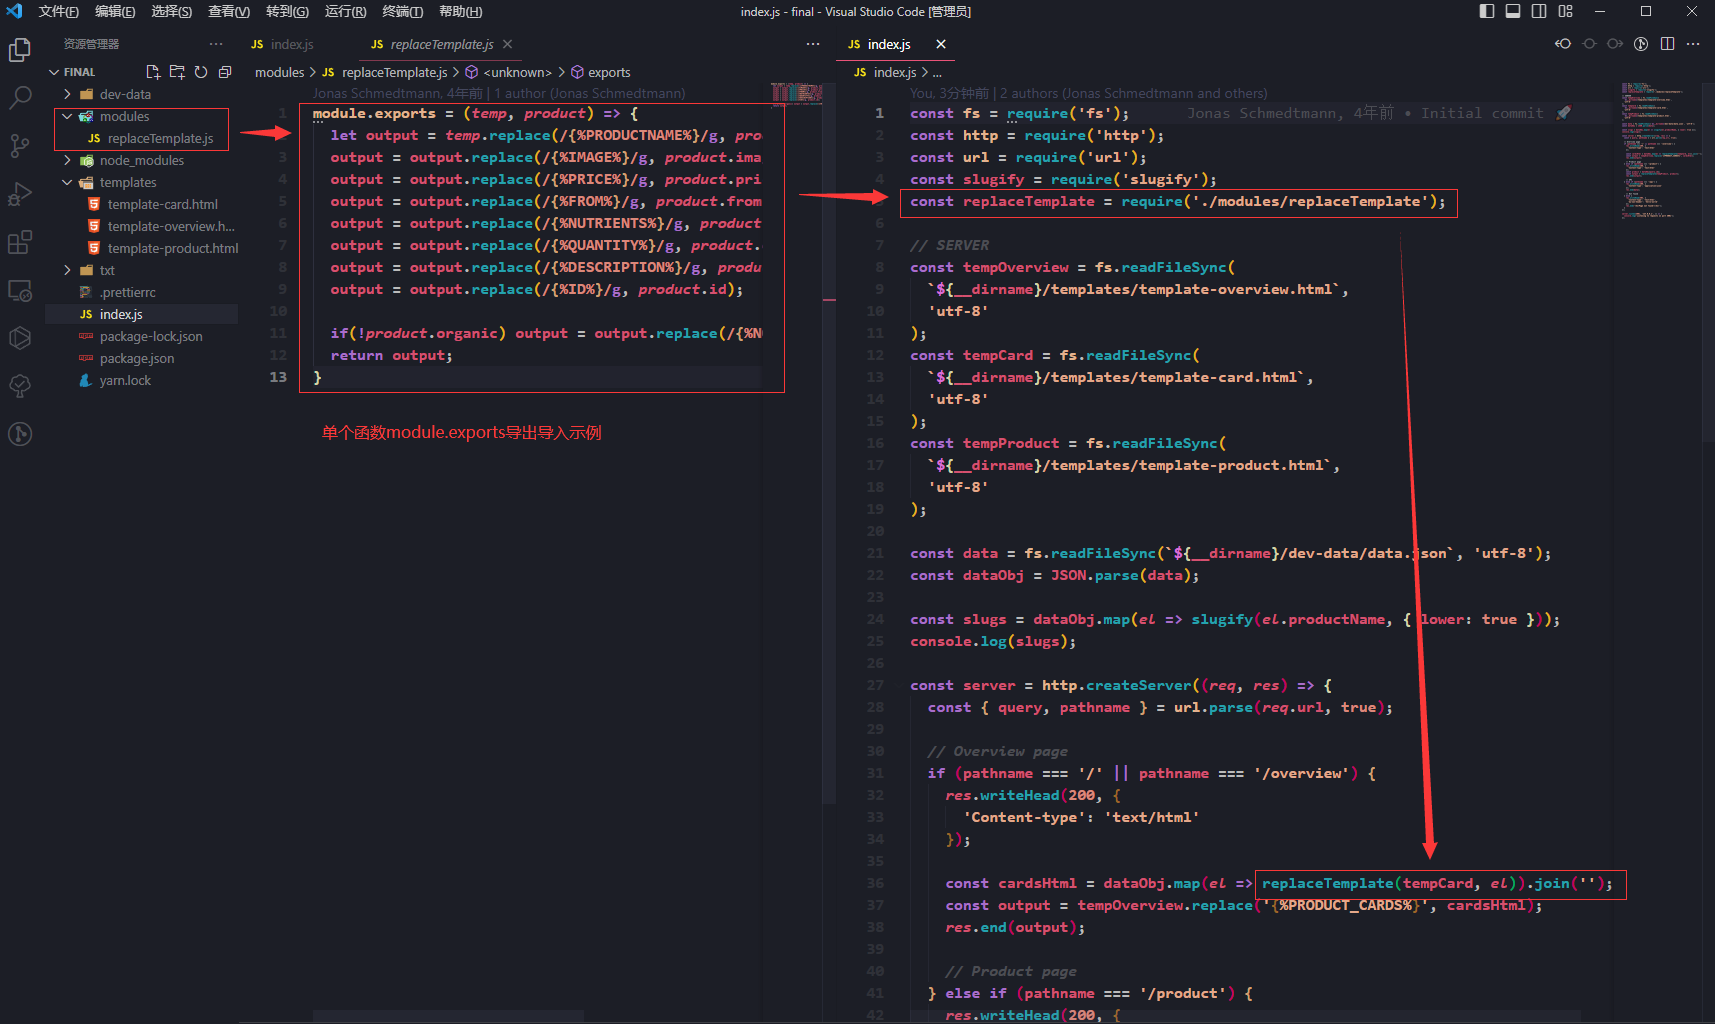 文件(F) 编辑(E) 选择(S) 查看(V) 转到(G) 运行(R) 终端(T) 帮助(H)
index.js - final - Visual Studio Code [管理员]
资源管理器
FINAL
dev-data
modules
replaceTemplate.js
node_modules
templates
template-card.html
template-overview.h...
template-product.html
txt
.prettierrc
JS index.js
package-lock.json
package.json
yarn.lock
JS index.js
JS replaceTemplate.js
modules > JS replaceTemplate.js > <unknown> > exports
Jonas Schmedtmann, 4年前 | 1 author (Jonas Schmedtmann)
1 module.exports = (temp, product) => {
2 let output = temp.replace(/{%PRODUCTNAME%}/g, pro
3 output = output.replace(/{%IMAGE%}/g, product.ima
4 output = output.replace(/{%PRICE%}/g, product.pri
5 output = output.replace(/{%FROM%}/g, product.from
6 output = output.replace(/{%NUTRIENTS%}/g, product
7 output = output.replace(/{%QUANTITY%}/g, product.
8 output = output.replace(/{%DESCRIPTION%}/g, produ
9 output = output.replace(/{%ID%}/g, product.id);
10
11 if(!product.organic) output = output.replace(/{%N
12 return output;
13 }
单个函数module.exports导出导入示例
JS index.js
JS index.js > ...
You, 3分钟前 | 2 authors (Jonas Schmedtmann and others)
1 const fs = require('fs'); Jonas Schmedtmann, 4年前 • Initial commit 🚀
2 const http = require('http');
3 const url = require('url');
4 const slugify = require('slugify');
5 const replaceTemplate = require('./modules/replaceTemplate');
6
7 // SERVER
8 const tempOverview = fs.readFileSync(
9 `${__dirname}/templates/template-overview.html`,
10 'utf-8'
11 );
12 const tempCard = fs.readFileSync(
13 `${__dirname}/templates/template-card.html`,
14 'utf-8'
15 );
16 const tempProduct = fs.readFileSync(
17 `${__dirname}/templates/template-product.html`,
18 'utf-8'
19 );
20
21 const data = fs.readFileSync(`${__dirname}/dev-data/data.json`, 'utf-8');
22 const dataObj = JSON.parse(data);
23
24 const slugs = dataObj.map(el => slugify(el.productName, { lower: true }));
25 console.log(slugs);
26
27 const server = http.createServer((req, res) => {
28 const { query, pathname } = url.parse(req.url, true);
29
30 // Overview page
31 if (pathname === '/' || pathname === '/overview') {
32 res.writeHead(200, {
33 'Content-type': 'text/html'
34 });
35
36 const cardsHtml = dataObj.map(el => replaceTemplate(tempCard, el)).join('');
37 const output = tempOverview.replace('{%PRODUCT_CARDS%}', cardsHtml);
38 res.end(output);
39
40 // Product page
41 } else if (pathname === '/product') {
42 res.writeHead(200, {